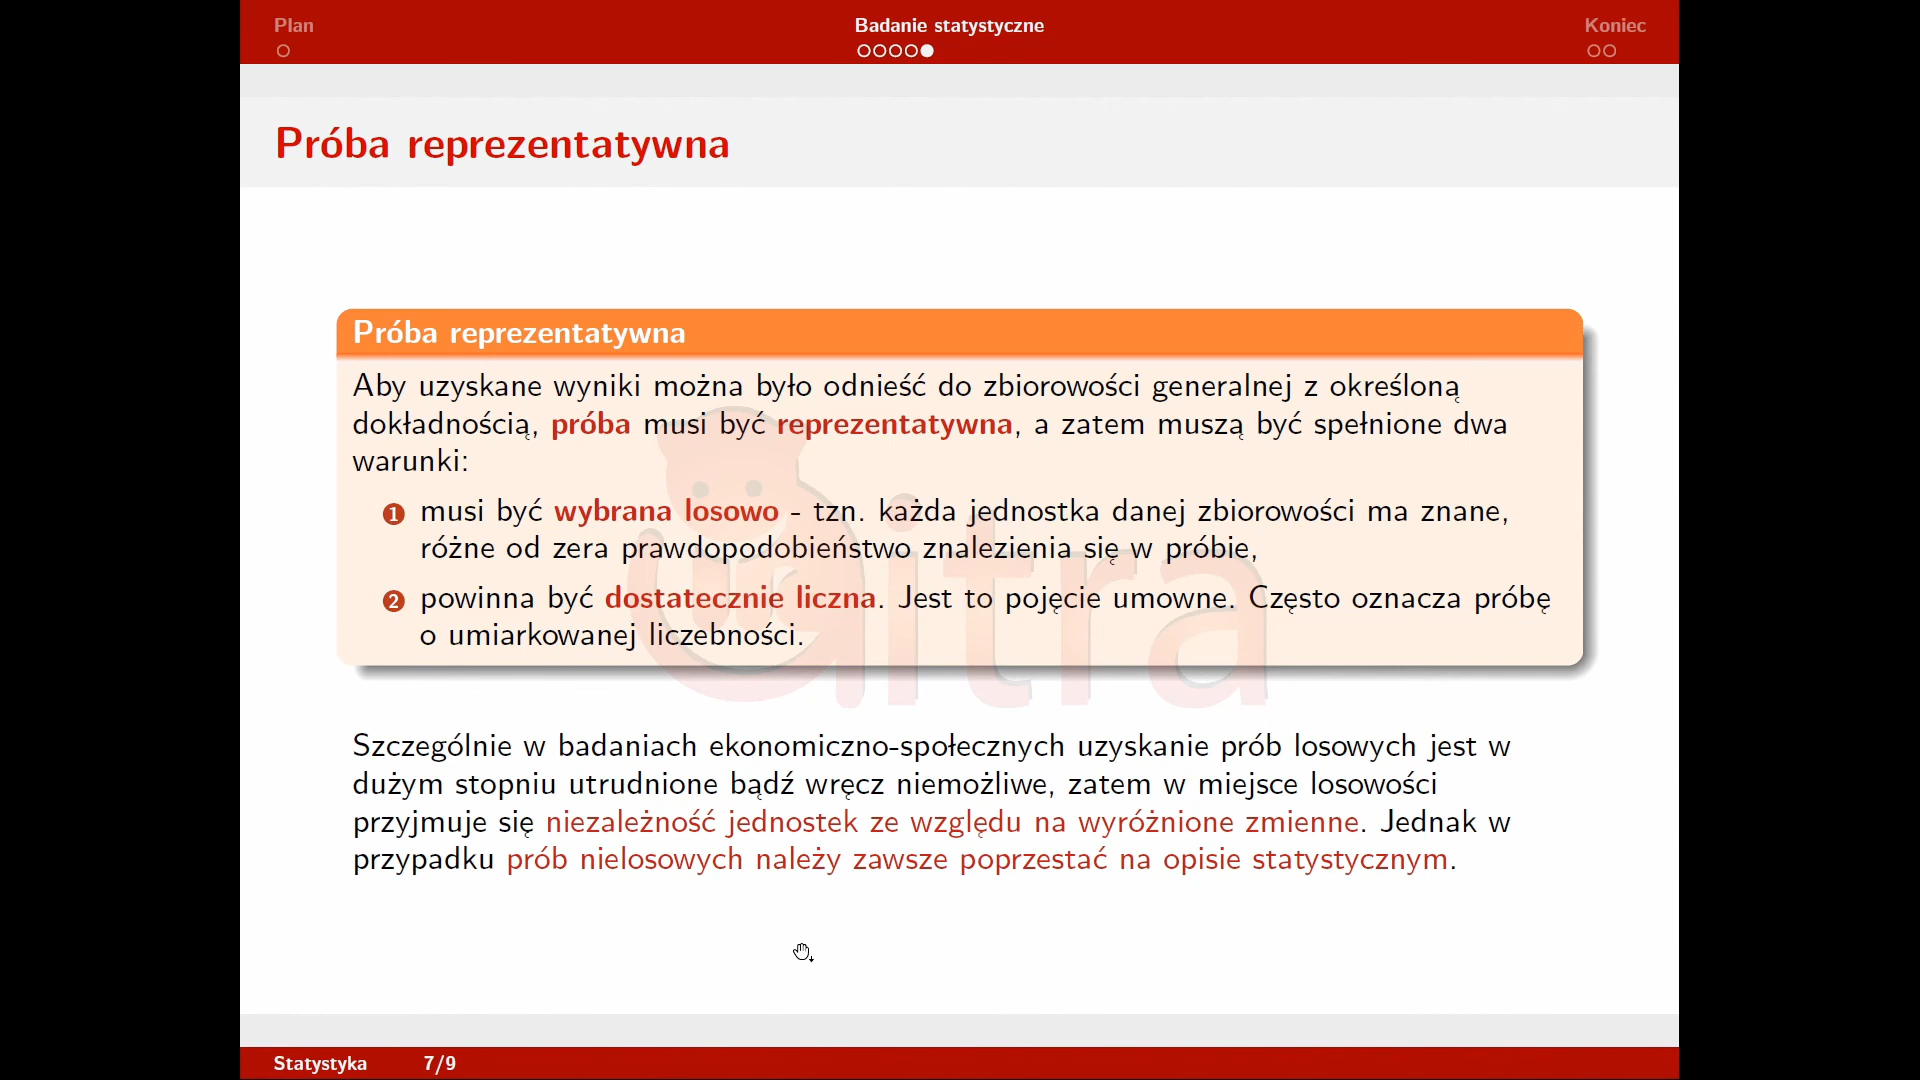 Plan
Badanie statystyczne
Koniec
Próba reprezentatywna
Próba reprezentatywna
Aby uzyskane wyniki można było odnieść do zbiorowości generalnej z określoną
dokładnością, próba musi być reprezentatywna, a zatem muszą być spełnione dwa
warunki:
1 musi być wybrana losowo - tzn. każda jednostka danej zbiorowości ma znane,
różne od zera prawdopodobieństwo znalezienia się w próbie,
2 powinna być dostatecznie liczna. Jest to pojęcie umowne. Często oznacza próbę
o umiarkowanej liczebności.
Szczególnie w badaniach ekonomiczno-społecznych uzyskanie prób losowych jest w
dużym stopniu utrudnione bądź wręcz niemożliwe, zatem w miejsce losowości
przyjmuje się niezależność jednostek ze względu na wyróżnione zmienne. Jednak w
przypadku prób nielosowych należy zawsze poprzestać na opisie statystycznym.
Statystyka 7/9